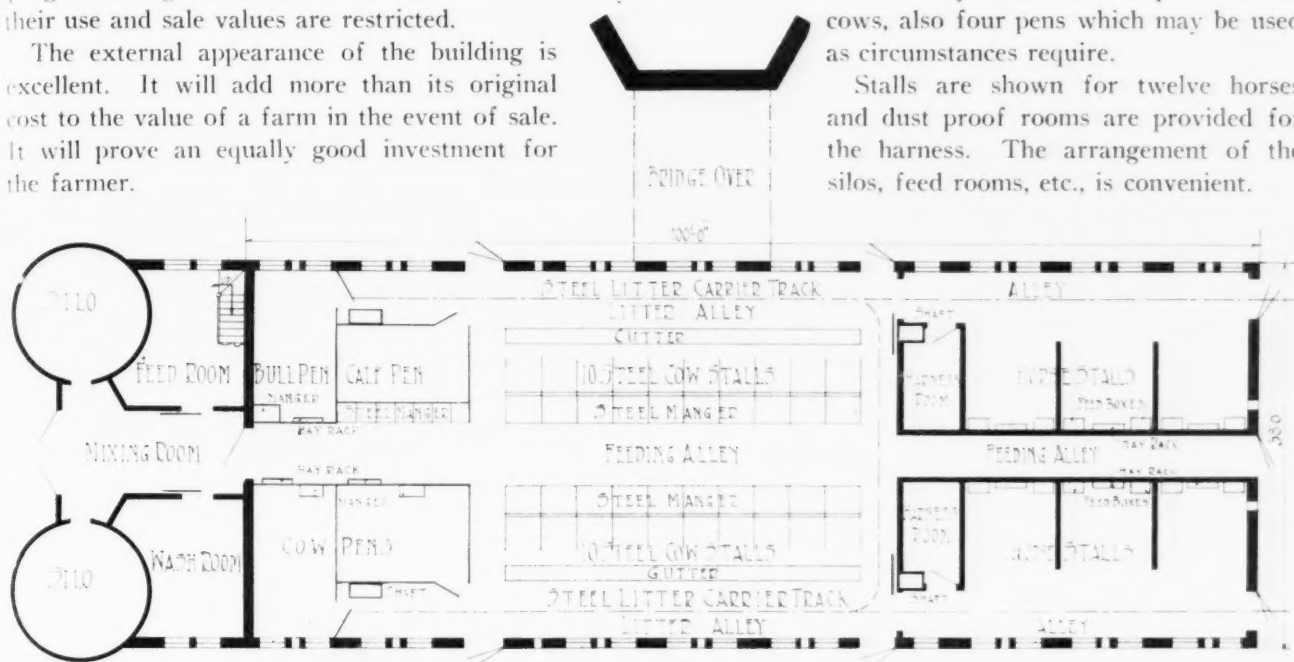 their use and sale values are restricted.
The external appearance of the building is
excellent. It will add more than its original
cost to the value of a farm in the event of sale.
It will prove an equally good investment for
the farmer.
cows, also four pens which may be used
as circumstances require.
Stalls are shown for twelve horses
and dust proof rooms are provided for
the harness. The arrangement of the
silos, feed rooms, etc., is convenient.
BRIDGE OVER
SILO
FEED ROOM
BULL PEN
MANGER
HAY RACK
CALF PEN
STEEL MANGER
STEEL LITTER CARRIER TRACK
LITTER ALLEY
GUTTER
10 STEEL COW STALLS
STEEL MANGER
ALLEY
SHAFT
HARNESS ROOM
HORSE STALLS
FEED BOXES
HAY RACK
MIXING ROOM
FEEDING ALLEY
FEEDING ALLEY
HAY RACK
MANGER
COW PENS
SHAFT
STEEL MANGER
10 STEEL COW STALLS
GUTTER
STEEL LITTER CARRIER TRACK
LITTER ALLEY
HAY RACK
FEED BOXES
HARNESS ROOM
HORSE STALLS
SHAFT
ALLEY
SILO
WASH ROOM